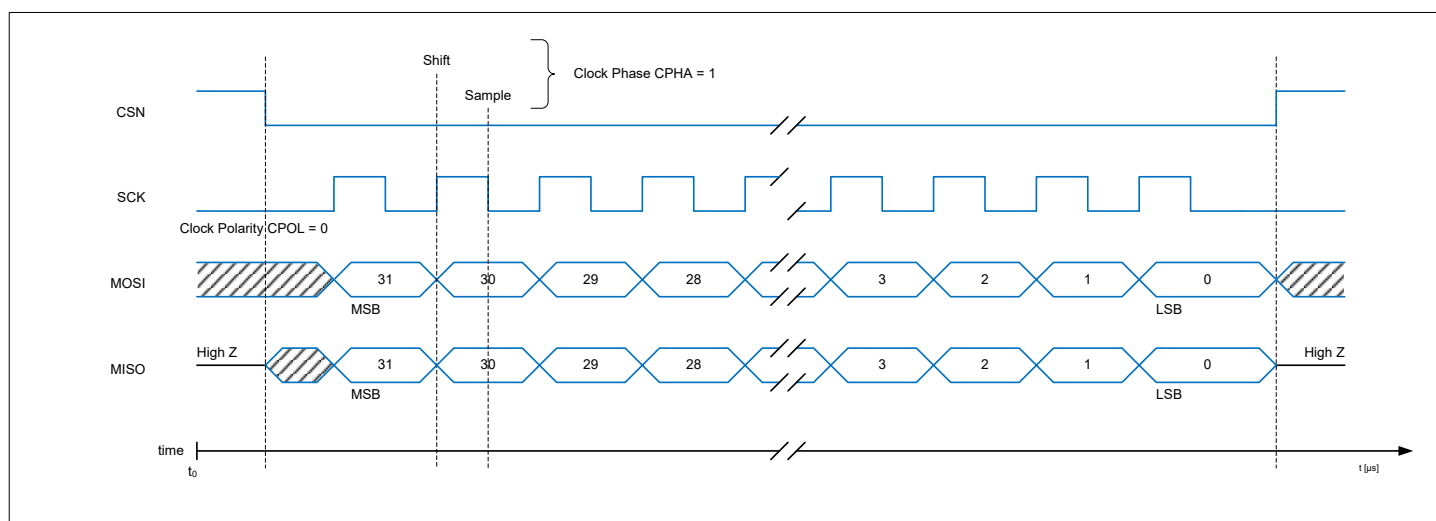 Shift
Clock Phase CPHA = 1
Sample
CSN
SCK
Clock Polarity CPOL = 0
MOSI
31 30 29 28 3 2 1 0
MSB LSB
High Z High Z
MISO
31 30 29 28 3 2 1 0
MSB LSB
time
t0
t [µs]